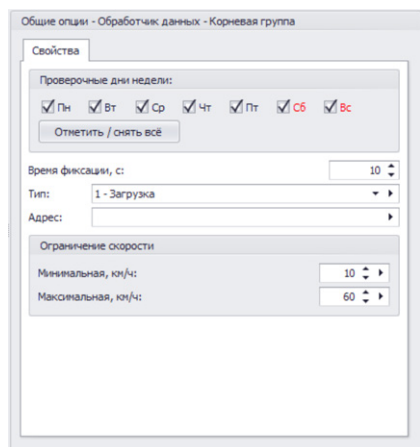 Общие опции - Обработчик данных - Корневая группа
Свойства
Проверочные дни недели:
Пн Вт Ср Чт Пт Сб Вс
Отметить / снять всё
Время фиксации, с: 10
Тип: 1 - Загрузка
Адрес:
Ограничение скорости
Минимальная, км/ч: 10
Максимальная, км/ч: 60